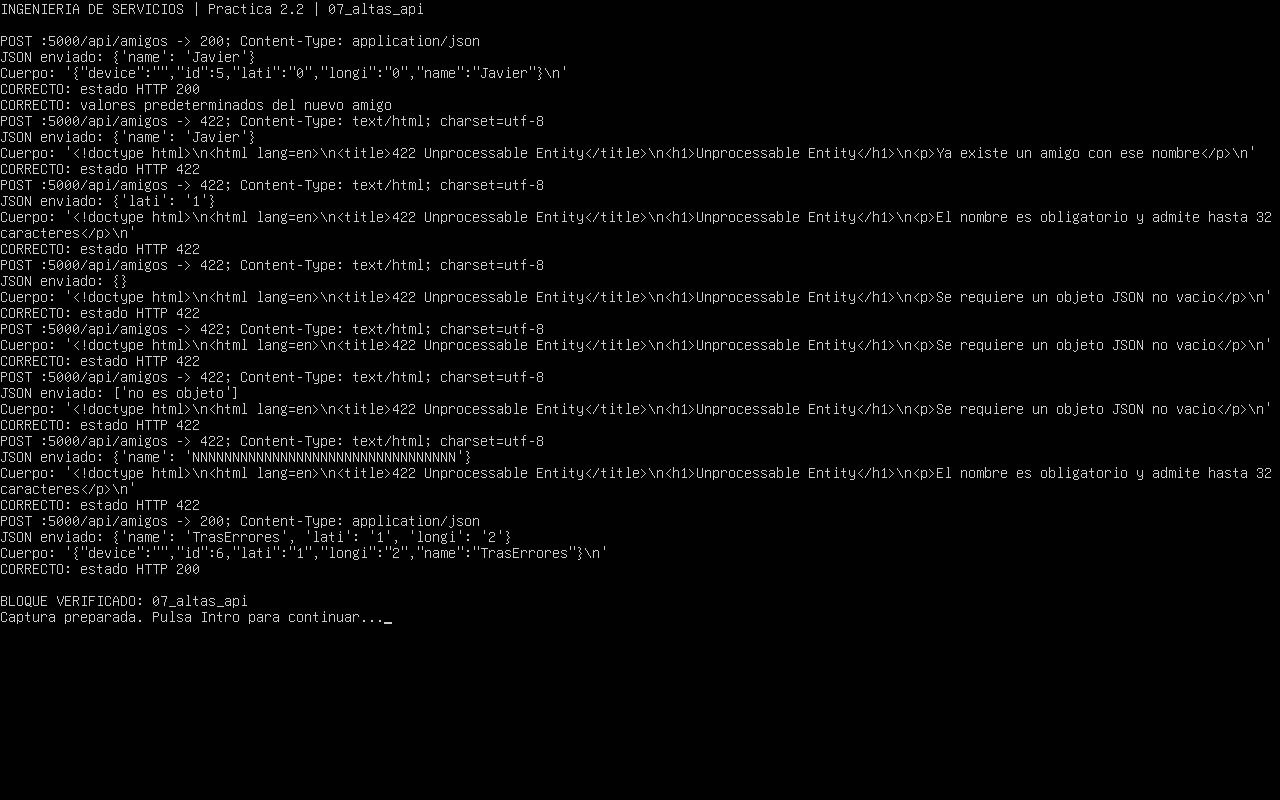 INGENIERIA DE SERVICIOS | Practica 2.2 | 07_altas_api
POST :5000/api/amigos -> 200; Content-Type: application/json
JSON enviado: {'name': 'Javier'}
Cuerpo: '{"device":"","id":5,"lati":"0","longi":"0","name":"Javier"}\n'
CORRECTO: estado HTTP 200
CORRECTO: valores predeterminados del nuevo amigo
POST :5000/api/amigos -> 422; Content-Type: text/html; charset=utf-8
JSON enviado: {'name': 'Javier'}
Cuerpo: '<!doctype html>\n<html lang=en>\n<title>422 Unprocessable Entity</title>\n<h1>Unprocessable Entity</h1>\n<p>Ya existe un amigo con ese nombre</p>\n'
CORRECTO: estado HTTP 422
POST :5000/api/amigos -> 422; Content-Type: text/html; charset=utf-8
JSON enviado: {'lati': '1'}
Cuerpo: '<!doctype html>\n<html lang=en>\n<title>422 Unprocessable Entity</title>\n<h1>Unprocessable Entity</h1>\n<p>El nombre es obligatorio y admite hasta 32
caracteres</p>\n'
CORRECTO: estado HTTP 422
POST :5000/api/amigos -> 422; Content-Type: text/html; charset=utf-8
JSON enviado: {}
Cuerpo: '<!doctype html>\n<html lang=en>\n<title>422 Unprocessable Entity</title>\n<h1>Unprocessable Entity</h1>\n<p>Se requiere un objeto JSON no vacio</p>\n'
CORRECTO: estado HTTP 422
POST :5000/api/amigos -> 422; Content-Type: text/html; charset=utf-8
Cuerpo: '<!doctype html>\n<html lang=en>\n<title>422 Unprocessable Entity</title>\n<h1>Unprocessable Entity</h1>\n<p>Se requiere un objeto JSON no vacio</p>\n'
CORRECTO: estado HTTP 422
POST :5000/api/amigos -> 422; Content-Type: text/html; charset=utf-8
JSON enviado: ['no es objeto']
Cuerpo: '<!doctype html>\n<html lang=en>\n<title>422 Unprocessable Entity</title>\n<h1>Unprocessable Entity</h1>\n<p>Se requiere un objeto JSON no vacio</p>\n'
CORRECTO: estado HTTP 422
POST :5000/api/amigos -> 422; Content-Type: text/html; charset=utf-8
JSON enviado: {'name': 'NNNNNNNNNNNNNNNNNNNNNNNNNNNNNNNNN'}
Cuerpo: '<!doctype html>\n<html lang=en>\n<title>422 Unprocessable Entity</title>\n<h1>Unprocessable Entity</h1>\n<p>El nombre es obligatorio y admite hasta 32
caracteres</p>\n'
CORRECTO: estado HTTP 422
POST :5000/api/amigos -> 200; Content-Type: application/json
JSON enviado: {'name': 'TrasErrores', 'lati': '1', 'longi': '2'}
Cuerpo: '{"device":"","id":6,"lati":"1","longi":"2","name":"TrasErrores"}\n'
CORRECTO: estado HTTP 200
BLOQUE VERIFICADO: 07_altas_api
Captura preparada. Pulsa Intro para continuar..._